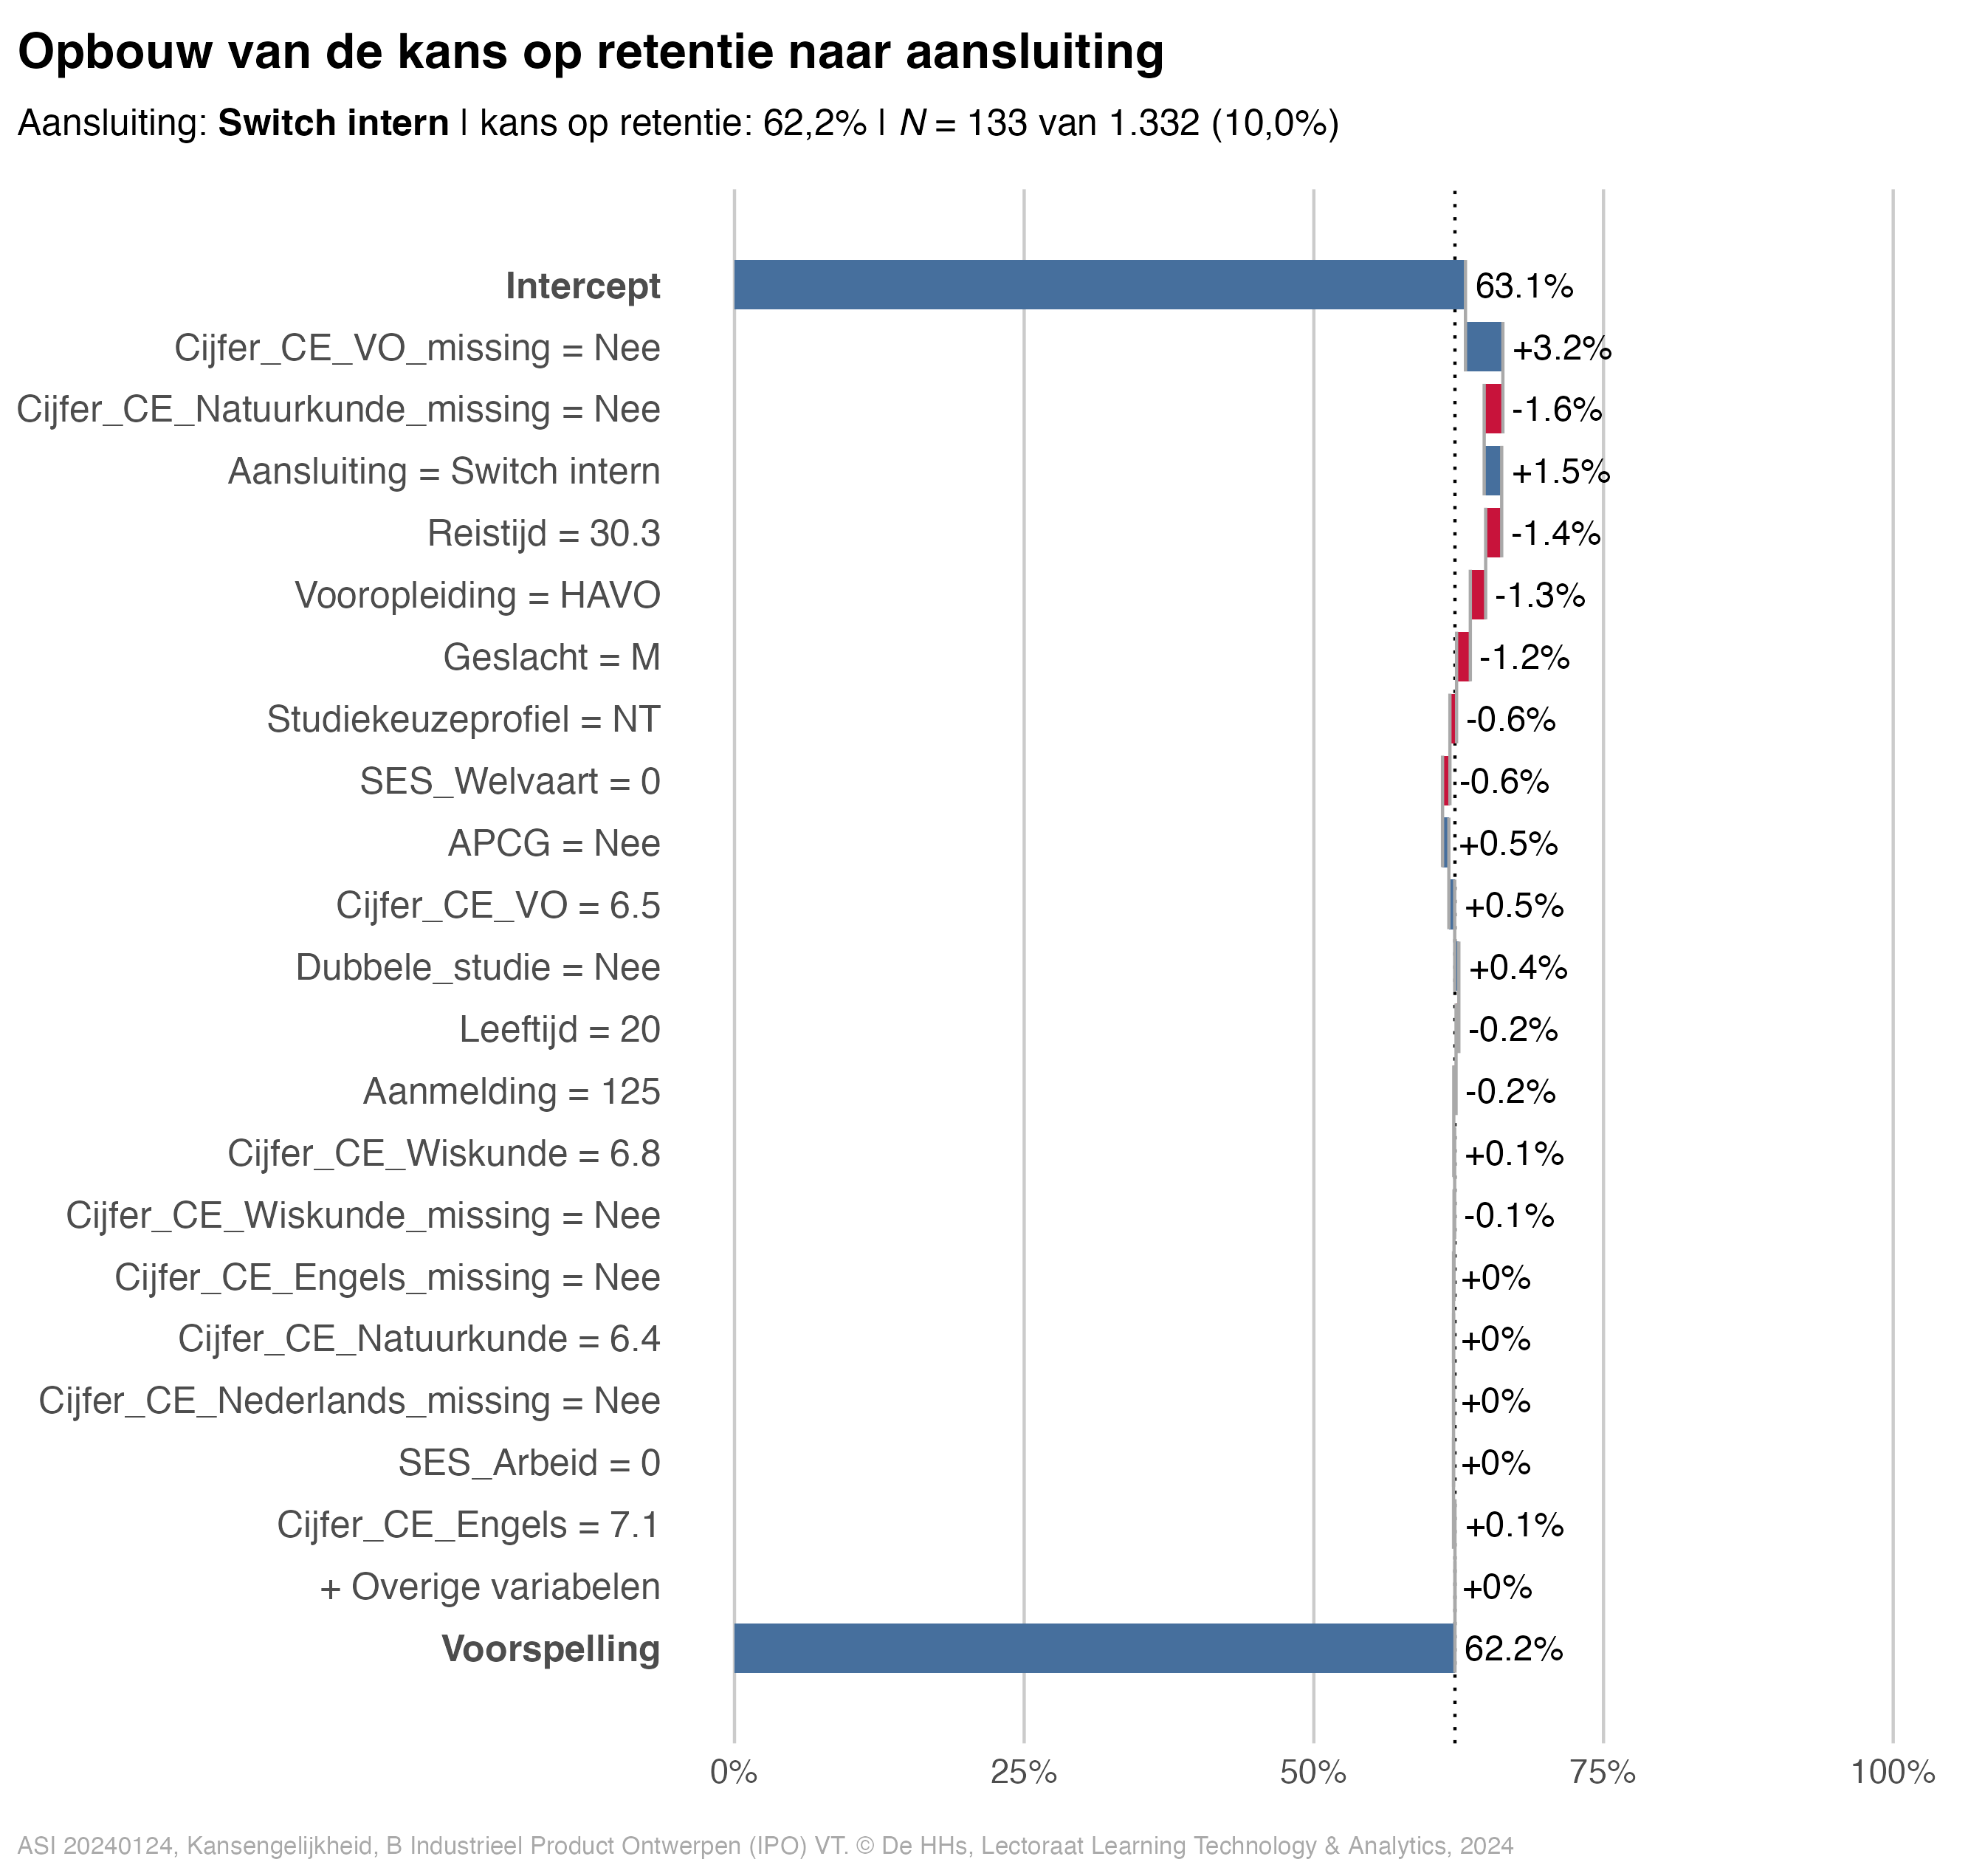 Opbouw van de kans op retentie naar aansluiting
Aansluiting: Switch intern | kans op retentie: 62,2% | N = 133 van 1.332 (10,0%)
Intercept 63.1%
Cijfer_CE_VO_missing = Nee +3.2%
Cijfer_CE_Natuurkunde_missing = Nee -1.6%
Aansluiting = Switch intern +1.5%
Reistijd = 30.3 -1.4%
Vooropleiding = HAVO -1.3%
Geslacht = M -1.2%
Studiekeuzeprofiel = NT -0.6%
SES_Welvaart = 0 -0.6%
APCG = Nee +0.5%
Cijfer_CE_VO = 6.5 +0.5%
Dubbele_studie = Nee +0.4%
Leeftijd = 20 -0.2%
Aanmelding = 125 -0.2%
Cijfer_CE_Wiskunde = 6.8 +0.1%
Cijfer_CE_Wiskunde_missing = Nee -0.1%
Cijfer_CE_Engels_missing = Nee +0%
Cijfer_CE_Natuurkunde = 6.4 +0%
Cijfer_CE_Nederlands_missing = Nee +0%
SES_Arbeid = 0 +0%
Cijfer_CE_Engels = 7.1 +0.1%
+ Overige variabelen +0%
Voorspelling 62.2%
0% 25% 50% 75% 100%
ASI 20240124, Kansengelijkheid, B Industrieel Product Ontwerpen (IPO) VT. © De HHs, Lectoraat Learning Technology & Analytics, 2024